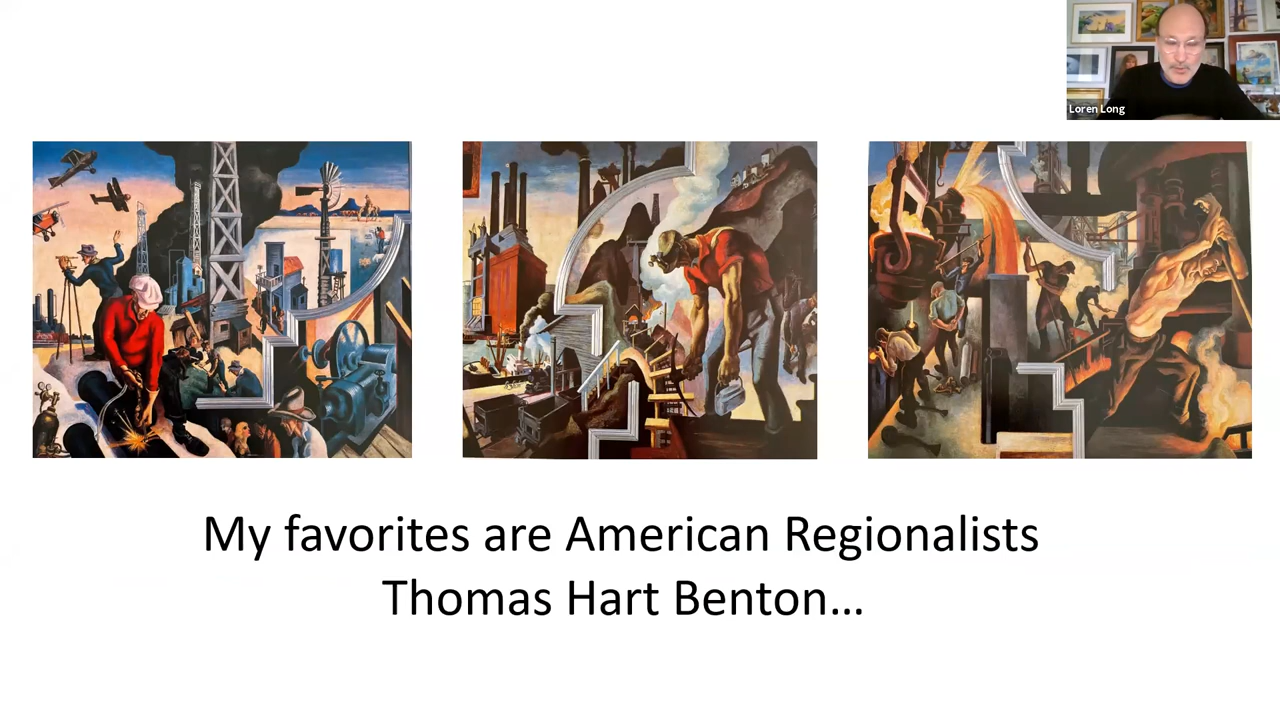 Loren Long
My favorites are American Regionalists
Thomas Hart Benton...